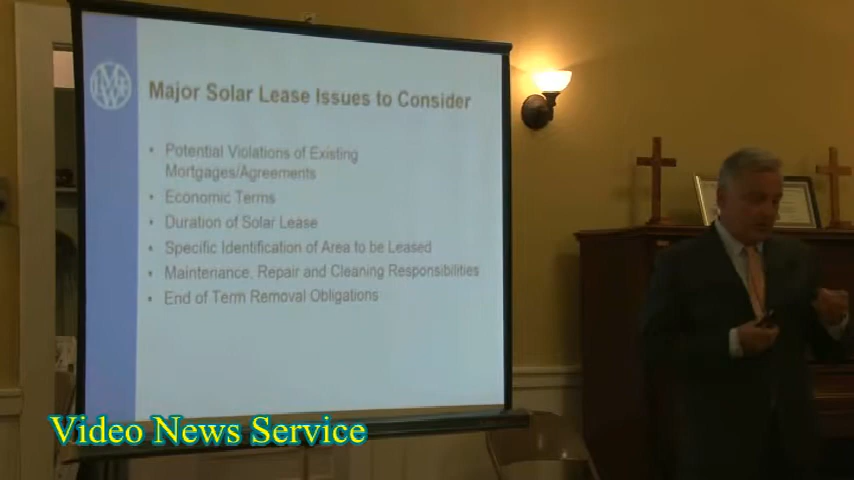 Major Solar Lease Issues to Consider
• Potential Violations of Existing
Mortgages/Agreements
• Economic Terms
• Duration of Solar Lease
• Specific Identification of Area to be Leased
• Maintenance, Repair and Cleaning Responsibilities
• End of Term Removal Obligations
Video News Service